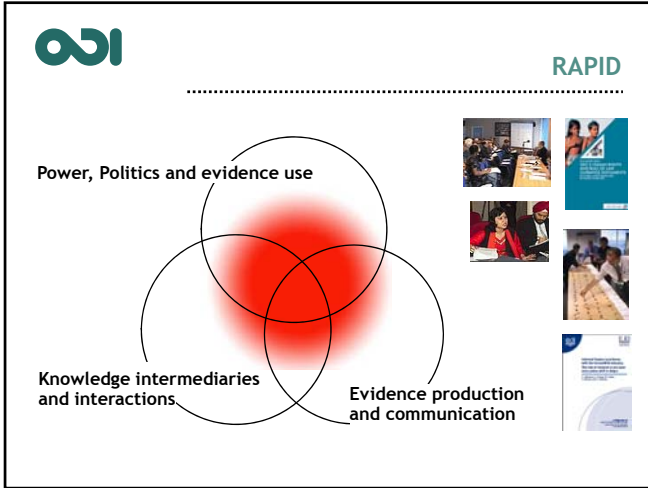 ODI
RAPID
Power, Politics and evidence use
Knowledge intermediaries
and interactions
Evidence production
and communication